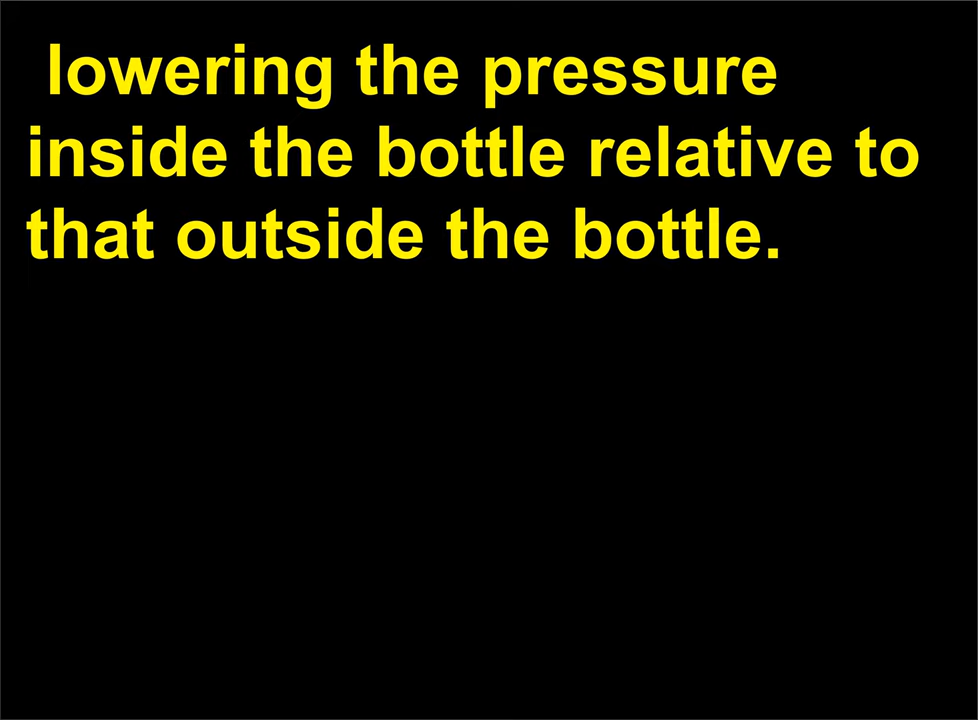 lowering the pressure
inside the bottle relative to
that outside the bottle.